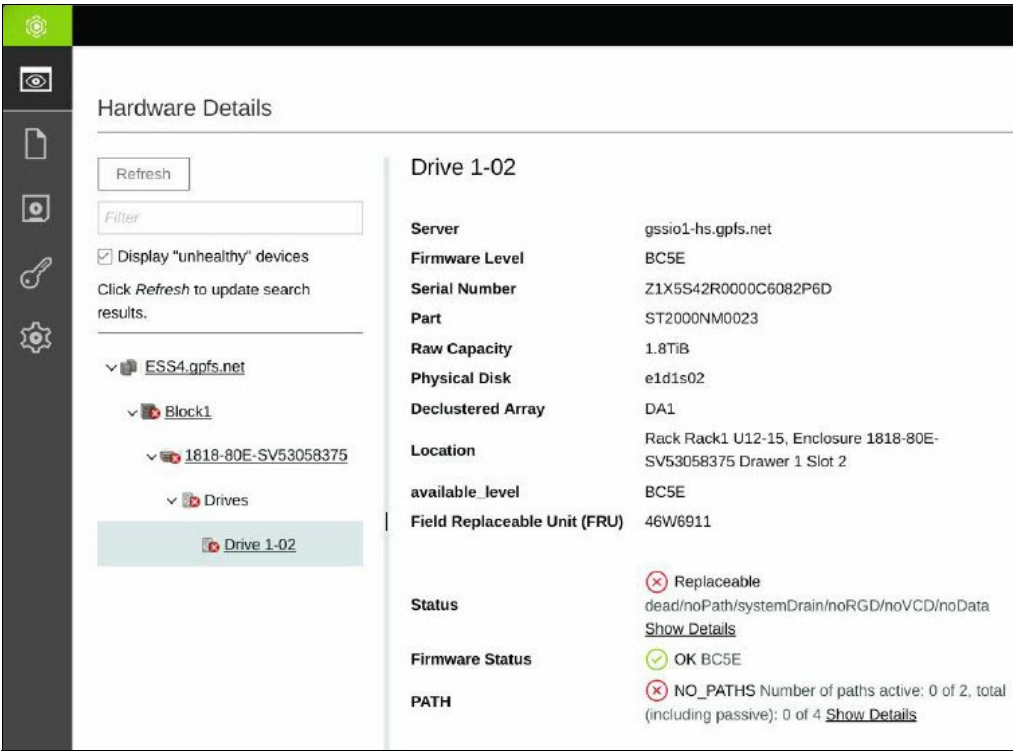 Hardware Details
Refresh
Filter
Display "unhealthy" devices
Click Refresh to update search
results.
ESS4.gpfs.net
Block1
1818-80E-SV53058375
Drives
Drive 1-02
Drive 1-02
Server gssio1-hs.gpfs.net
Firmware Level BC5E
Serial Number Z1X5S42R0000C6082P6D
Part ST2000NM0023
Raw Capacity 1.8TiB
Physical Disk e1d1s02
Declustered Array DA1
Location Rack Rack1 U12-15, Enclosure 1818-80E-
SV53058375 Drawer 1 Slot 2
available_level BC5E
Field Replaceable Unit (FRU) 46W6911
Status Replaceable
dead/noPath/systemDrain/noRGD/noVCD/noData
Show Details
Firmware Status OK BC5E
PATH NO_PATHS Number of paths active: 0 of 2, total
(including passive): 0 of 4 Show Details